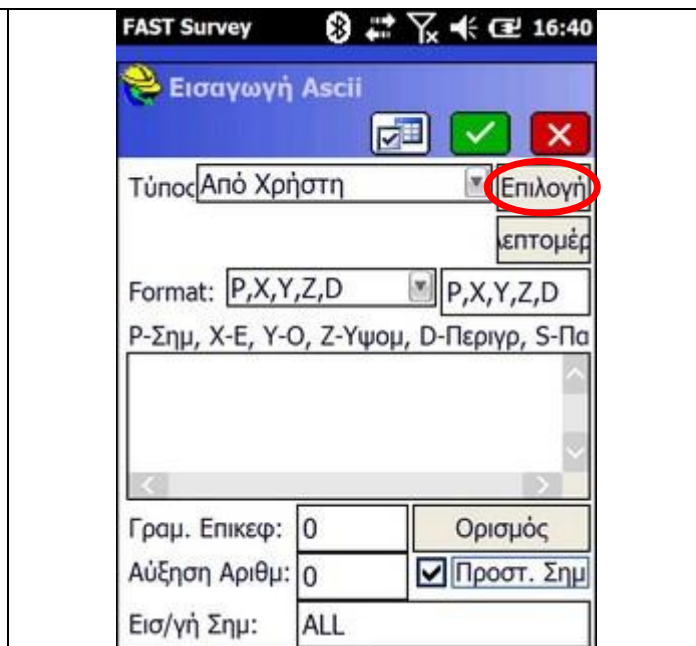 FAST Survey 16:40
Εισαγωγή Ascii
Τύπος Από Χρήστη Επιλογή
λεπτομέρ
Format: P,X,Y,Z,D P,X,Y,Z,D
P-Σημ, X-E, Y-O, Z-Υψομ, D-Περιγρ, S-Πα
Γραμ. Επικεφ: 0 Ορισμός
Αύξηση Αριθμ: 0 Προστ. Σημ
Εισ/γή Σημ: ALL